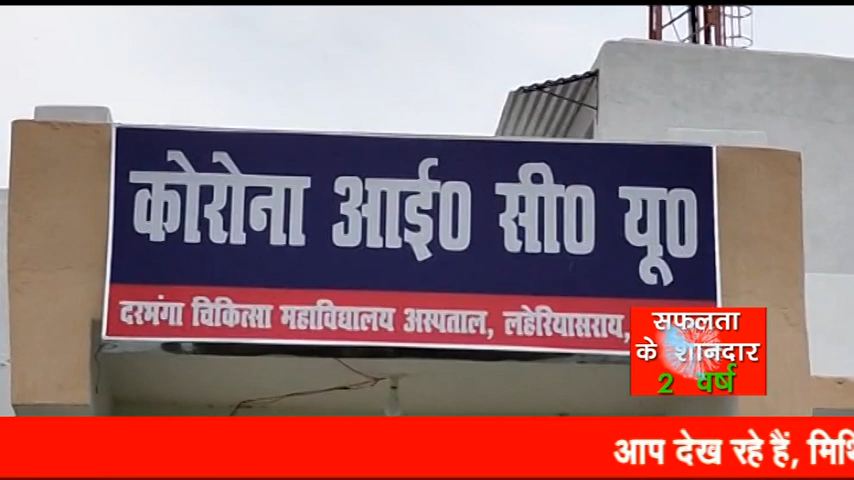 कोरोना आई० सी० यू०
दरभंगा चिकित्सा महाविद्यालय अस्पताल, लहेरियासराय,
सफलता
के शानदार
2 वर्ष
आप देख रहे हैं,